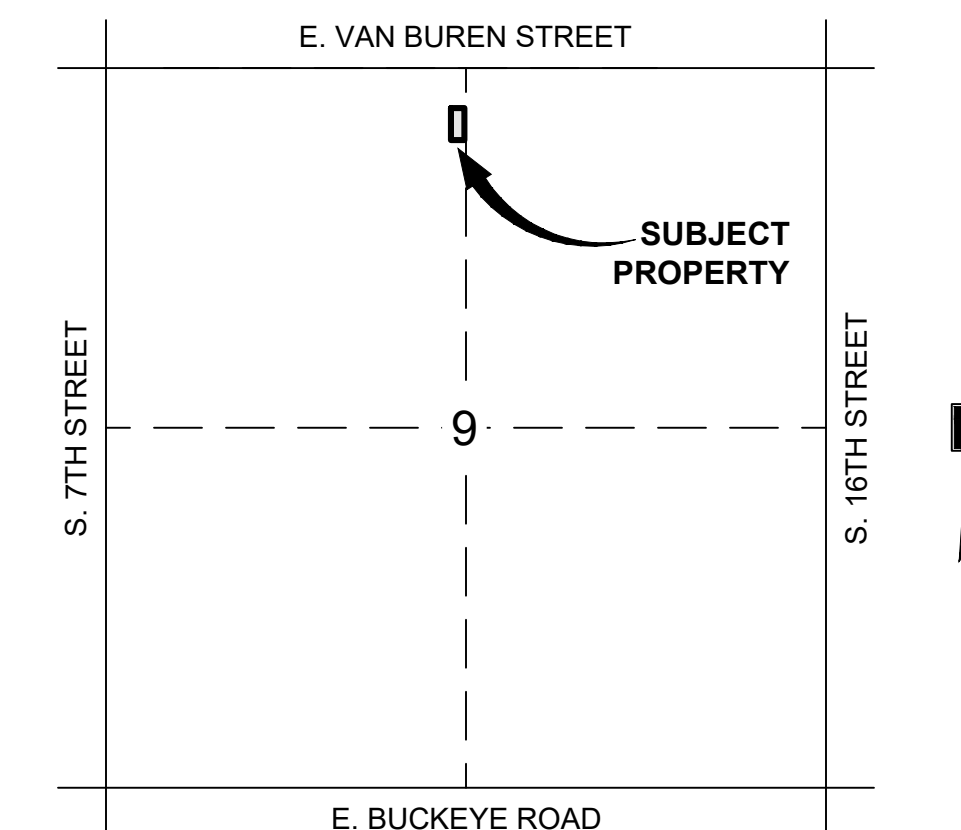 E. VAN BUREN STREET
SUBJECT
PROPERTY
S. 7TH STREET
9
S. 16TH STREET
E. BUCKEYE ROAD